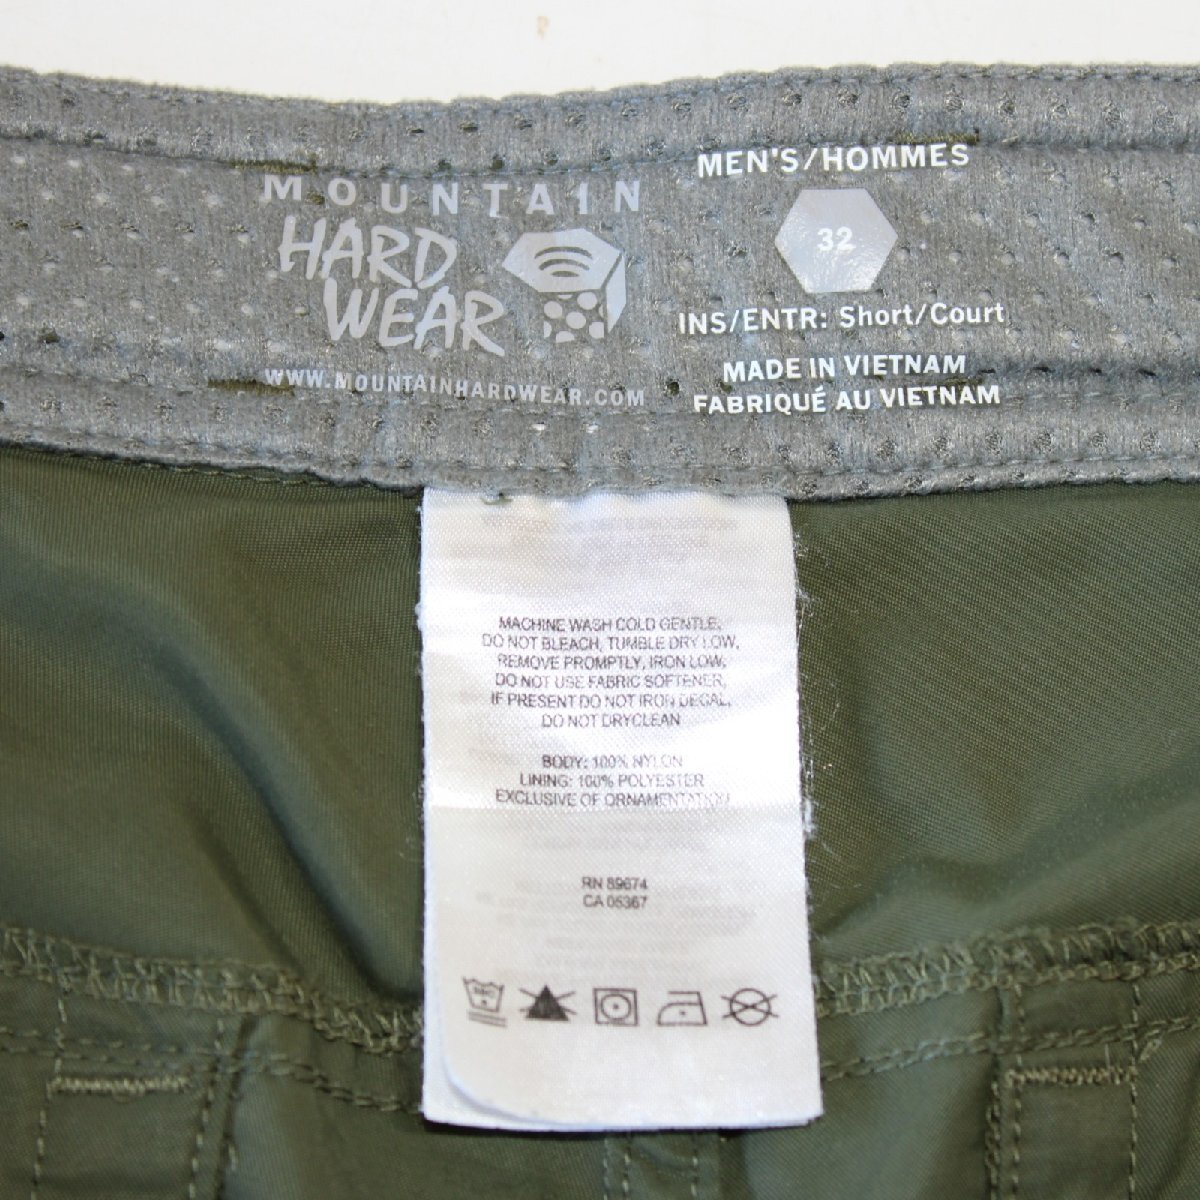 MOUNTAIN
HARD
WEAR
WWW.MOUNTAINHARDWEAR.COM
MEN'S/HOMMES
32
INS/ENTR: Short/Court
MADE IN VIETNAM
FABRIQUÉ AU VIETNAM
MACHINE WASH COLD GENTLE,
DO NOT BLEACH, TUMBLE DRY LOW,
REMOVE PROMPTLY, IRON LOW,
DO NOT USE FABRIC SOFTENER,
IF PRESENT DO NOT IRON DECAL,
DO NOT DRYCLEAN
BODY: 100% NYLON
LINING: 100% POLYESTER
EXCLUSIVE OF ORNAMENTATION
RN 89674
CA 05367